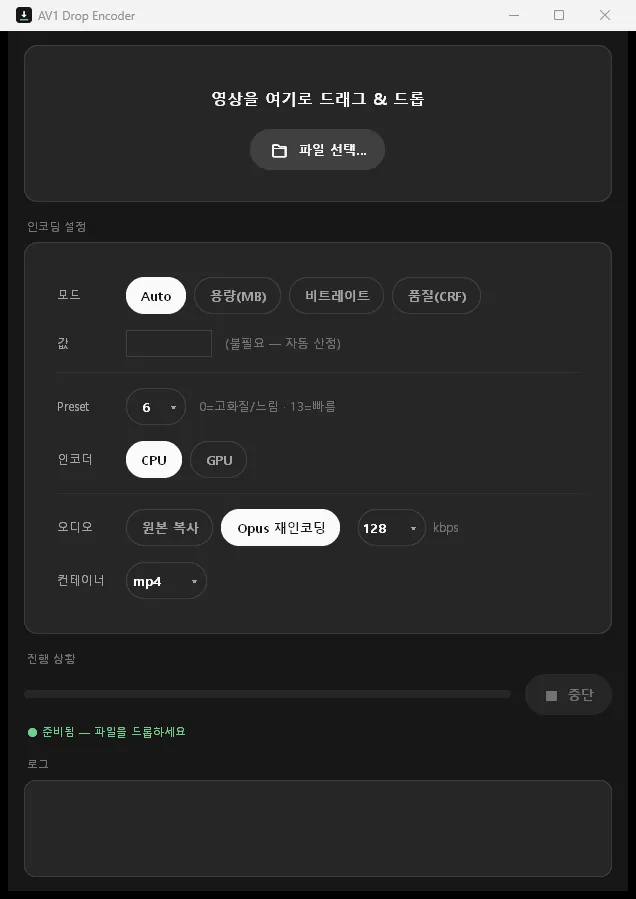 AV1 Drop Encoder
영상을 여기로 드래그 & 드롭
파일 선택...
인코딩 설정
모드 Auto 용량(MB) 비트레이트 품질(CRF)
값 (불필요 — 자동 산정)
Preset 6 0=고화질/느림 · 13=빠름
인코더 CPU GPU
오디오 원본 복사 Opus 재인코딩 128 kbps
컨테이너 mp4
진행 상황
중단
준비됨 — 파일을 드롭하세요
로그